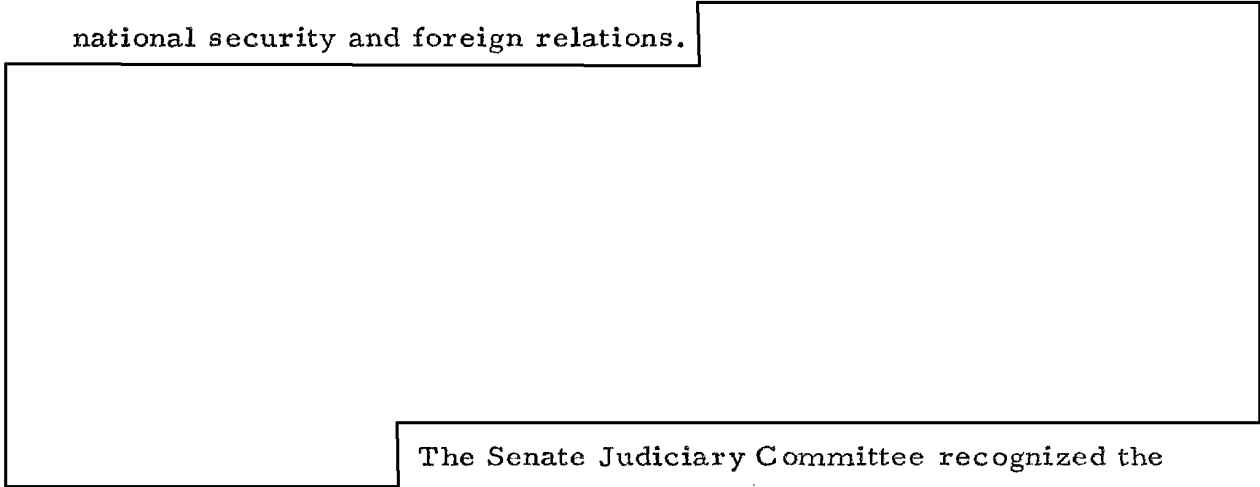 national security and foreign relations.
The Senate Judiciary Committee recognized the